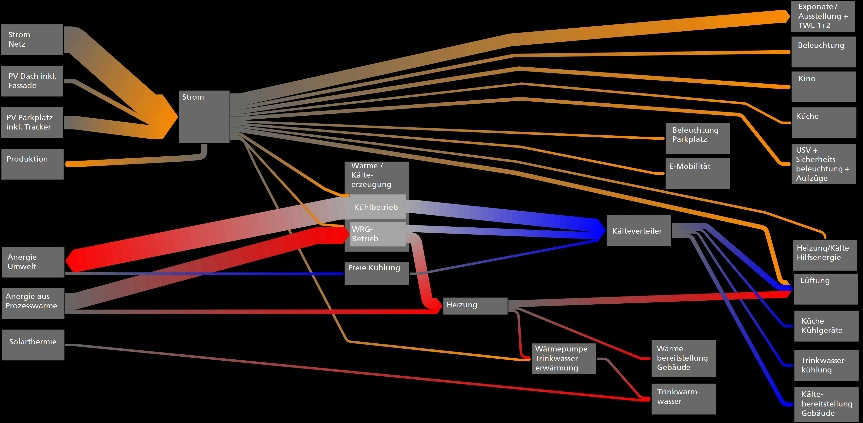 Strom
Netz
PV Dach inkl.
Fassade
PV Parkplatz
inkl. Tracker
Produktion
Strom
Anergie
Umwelt
Anergie aus
Prozesswärme
Solarthermie
Wärme /
Kälte-
erzeugung
Kühlbetrieb
WRG-
Betrieb
Freie Kühlung
Heizung
Wärmepumpe
Trinkwasser
erwärmung
Kälteverteiler
Beleuchtung
Parkplatz
E-Mobilität
Wärme
bereitstellung
Gebäude
Trinkwarm
wasser
Exponate /
Ausstellung +
TWE 1+2
Beleuchtung
Kino
Küche
USV +
Sicherheits-
beleuchtung +
Aufzüge
Heizung/Kälte
Hilfsenergie
Lüftung
Küche
Kühlgeräte
Trinkwasser
kühlung
Kälte-
bereitstellung
Gebäude